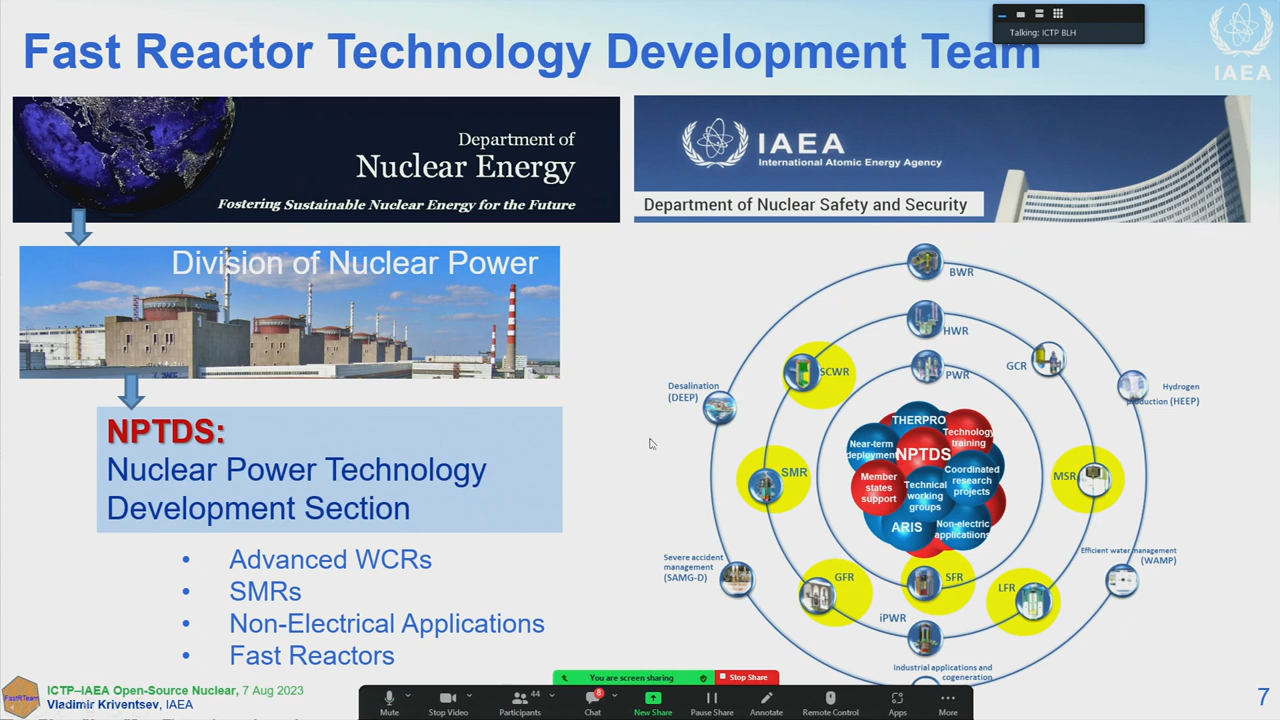 Fast Reactor Technology Development Team
Talking: ICTP BLH
IAEA
Department of
Nuclear Energy
Fostering Sustainable Nuclear Energy for the Future
IAEA
International Atomic Energy Agency
Department of Nuclear Safety and Security
Division of Nuclear Power
NPTDS:
Nuclear Power Technology
Development Section
• Advanced WCRs
• SMRs
• Non-Electrical Applications
• Fast Reactors
BWR
HWR
PWR
SCWR
GCR
Desalination
(DEEP)
Hydrogen
production (HEEP)
SMR
MSR
THERPRO
Technology
training
Near-term
deployment
NPTDS
Member
states
support
Technical
working
groups
Coordinated
research
projects
ARIS
Non-electric
applications
Severe accident
management
(SAMG-D)
Efficient water management
(WAMP)
GFR
SFR
LFR
iPWR
Industrial applications and
cogeneration
FastRTeam
ICTP–IAEA Open-Source Nuclear, 7 Aug 2023
Vladimir Kriventsev, IAEA
You are screen sharing
Stop Share
Mute
Stop Video
44
Participants
8
Chat
New Share
Pause Share
Annotate
Remote Control
Apps
More
7